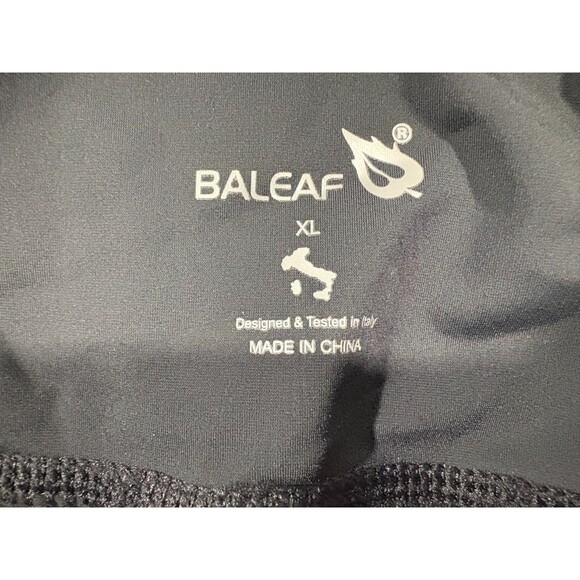 BALEAF ®
XL
Designed & Tested in Italy
MADE IN CHINA